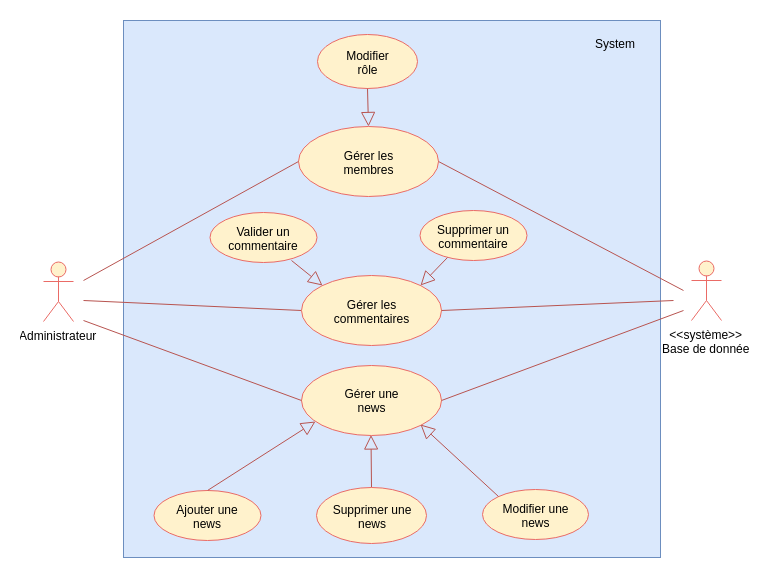 System
Modifier
rôle
Gérer les
membres
Valider un
commentaire
Supprimer un
commentaire
Gérer les
commentaires
Administrateur
<<système>>
Base de donnée
Gérer une
news
Ajouter une
news
Supprimer une
news
Modifier une
news